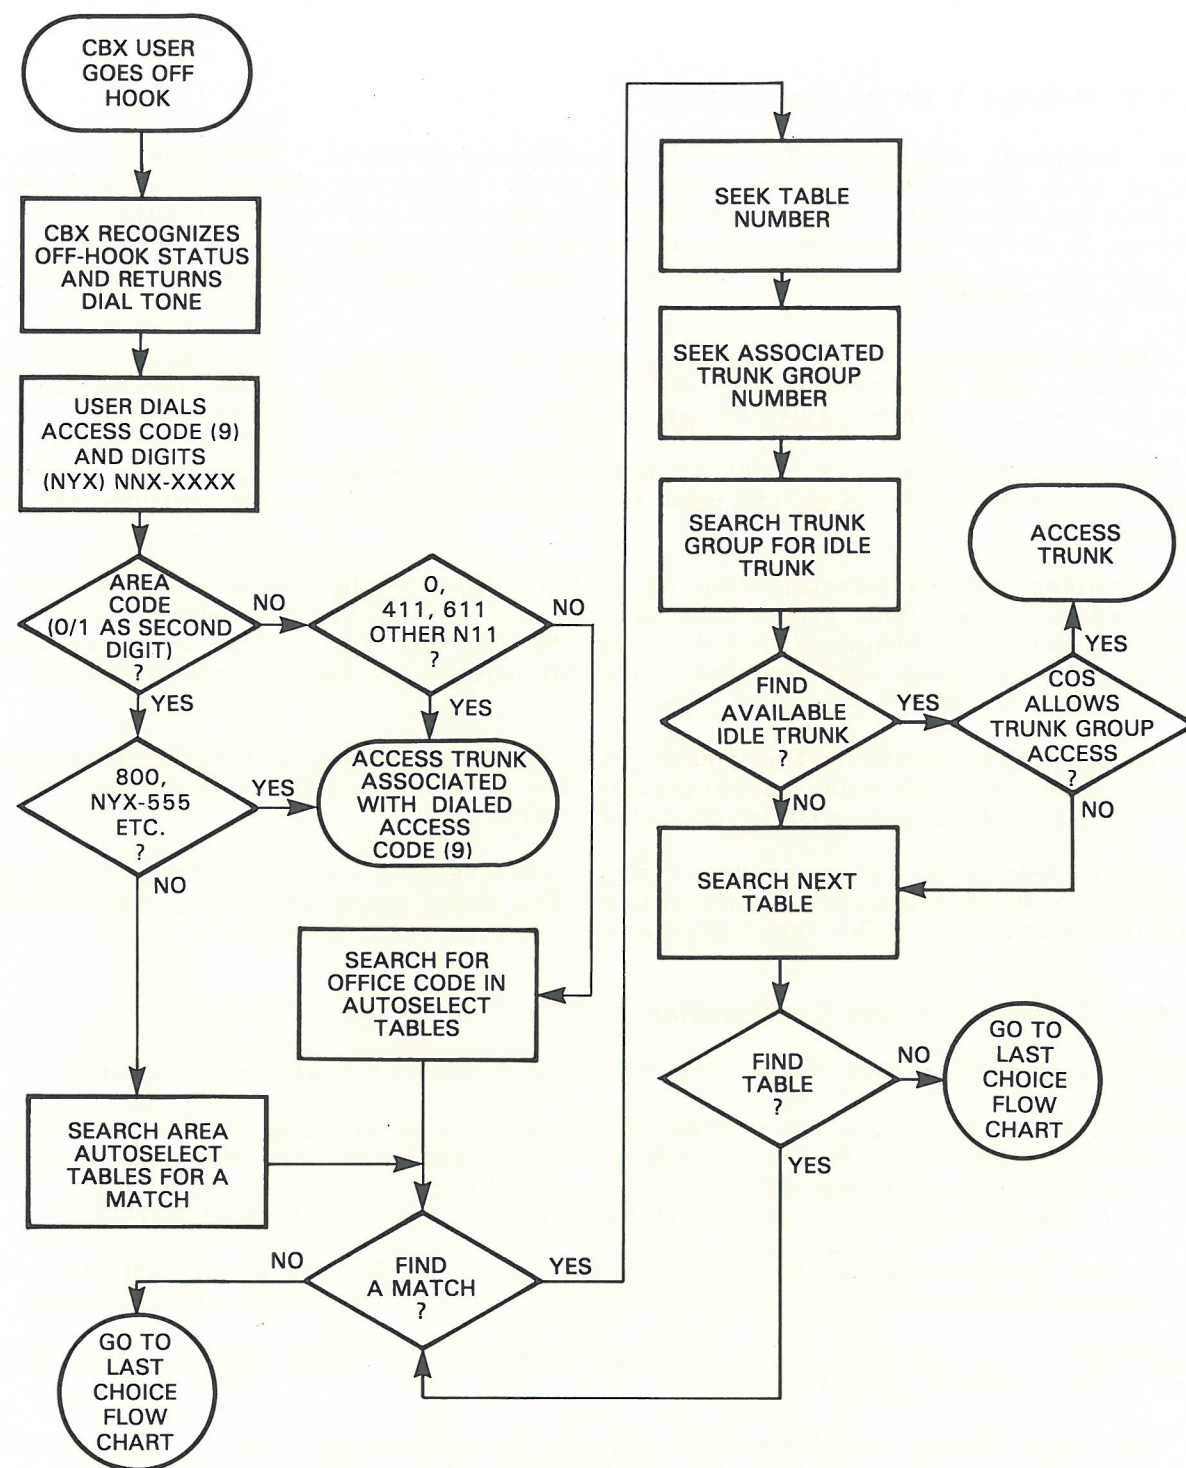 CBX USER
GOES OFF
HOOK
CBX RECOGNIZES
OFF-HOOK STATUS
AND RETURNS
DIAL TONE
USER DIALS
ACCESS CODE (9)
AND DIGITS
(NYX) NNX-XXXX
AREA
CODE
(0/1 AS SECOND
DIGIT)
?
NO
YES
0,
411, 611
OTHER N11
?
NO
YES
800,
NYX-555
ETC.
?
YES
NO
ACCESS TRUNK
ASSOCIATED
WITH DIALED
ACCESS
CODE (9)
SEARCH FOR
OFFICE CODE IN
AUTOSELECT
TABLES
SEARCH AREA
AUTOSELECT
TABLES FOR A
MATCH
FIND
A MATCH
?
NO
YES
GO TO
LAST
CHOICE
FLOW
CHART
SEEK TABLE
NUMBER
SEEK ASSOCIATED
TRUNK GROUP
NUMBER
SEARCH TRUNK
GROUP FOR IDLE
TRUNK
FIND
AVAILABLE
IDLE TRUNK
?
YES
NO
COS
ALLOWS
TRUNK GROUP
ACCESS
?
YES
NO
ACCESS
TRUNK
SEARCH NEXT
TABLE
FIND
TABLE
?
NO
YES
GO TO
LAST
CHOICE
FLOW
CHART